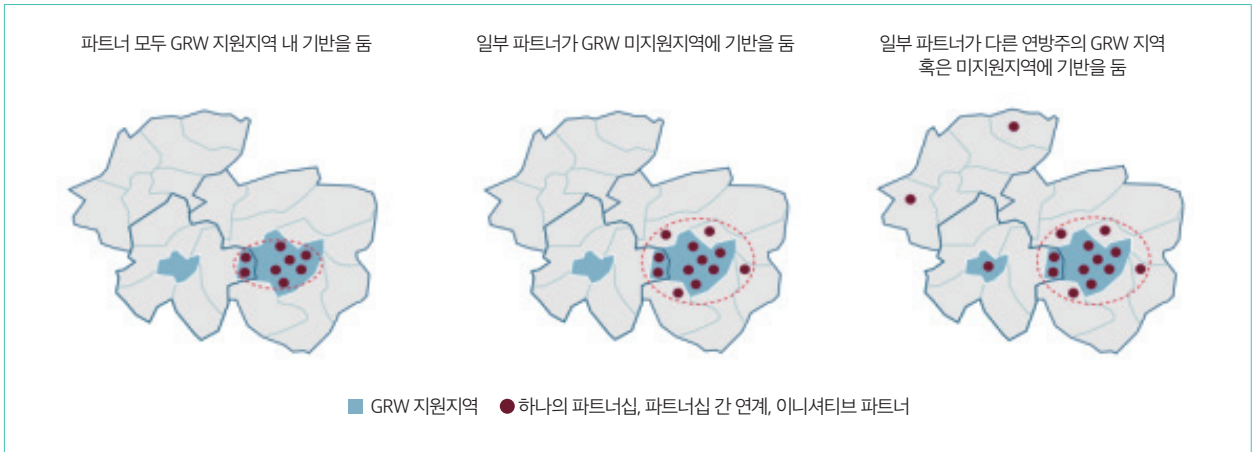 파트너 모두 GRW 지원지역 내 기반을 둠
일부 파트너가 GRW 미지원지역에 기반을 둠
일부 파트너가 다른 연방주의 GRW 지역
혹은 미지원지역에 기반을 둠
GRW 지원지역
하나의 파트너십, 파트너십 간 연계, 이니셔티브 파트너